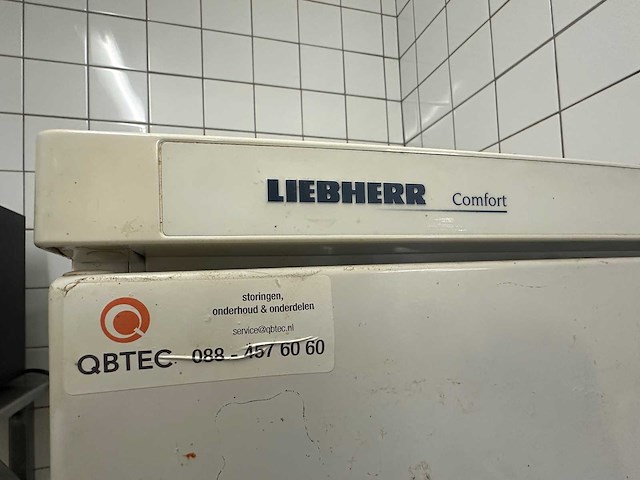 LIEBHERR Comfort
storingen,
onderhoud & onderdelen
service@qbtec.nl
QBTEC 088 - 457 60 60